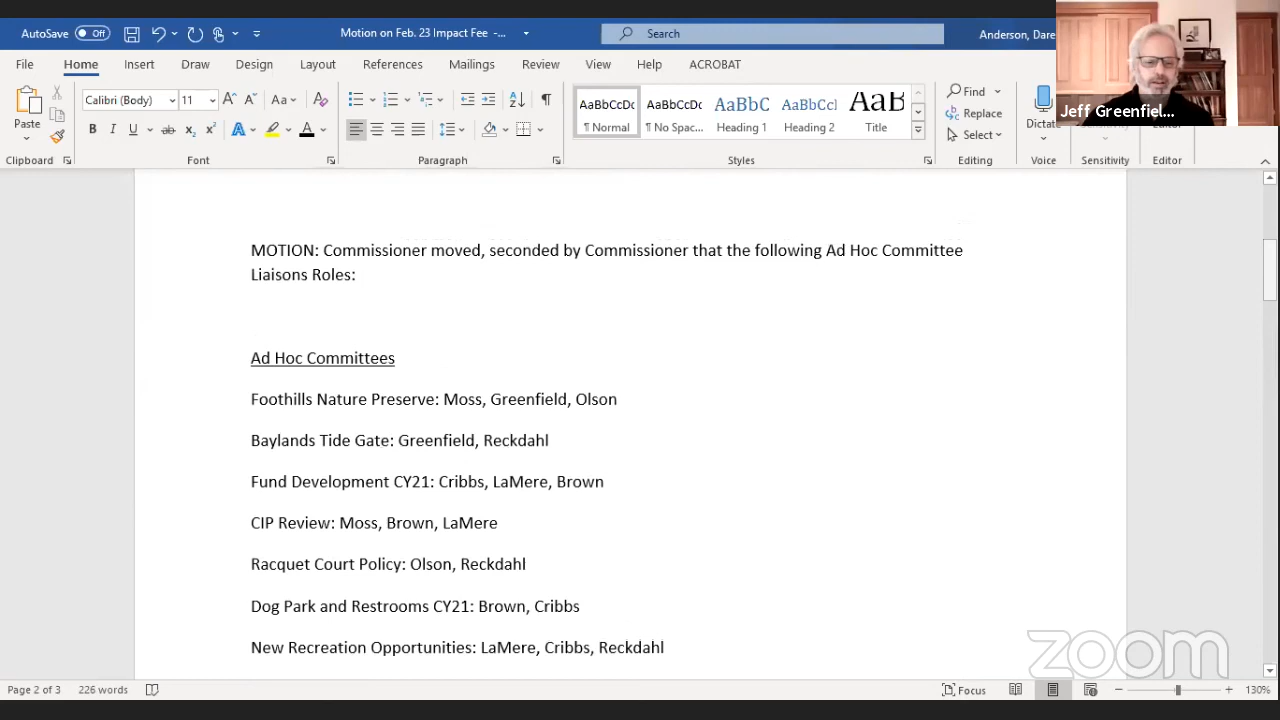 AutoSave Off Motion on Feb. 23 Impact Fee -... Search Anderson, Dare
File Home Insert Draw Design Layout References Mailings Review View Help ACROBAT
Paste
Clipboard
Calibri (Body) 11
Font
Paragraph
AaBbCcDc AaBbCcDc AaBbC AaBbCcI AaB
¶ Normal ¶ No Spac... Heading 1 Heading 2 Title
Styles
Find
Replace
Select
Editing
Dictate
Voice
Sensitivity
Editor
Jeff Greenfiel...
MOTION: Commissioner moved, seconded by Commissioner that the following Ad Hoc Committee
Liaisons Roles:
Ad Hoc Committees
Foothills Nature Preserve: Moss, Greenfield, Olson
Baylands Tide Gate: Greenfield, Reckdahl
Fund Development CY21: Cribbs, LaMere, Brown
CIP Review: Moss, Brown, LaMere
Racquet Court Policy: Olson, Reckdahl
Dog Park and Restrooms CY21: Brown, Cribbs
New Recreation Opportunities: LaMere, Cribbs, Reckdahl
zoom
Page 2 of 3 226 words Focus 130%